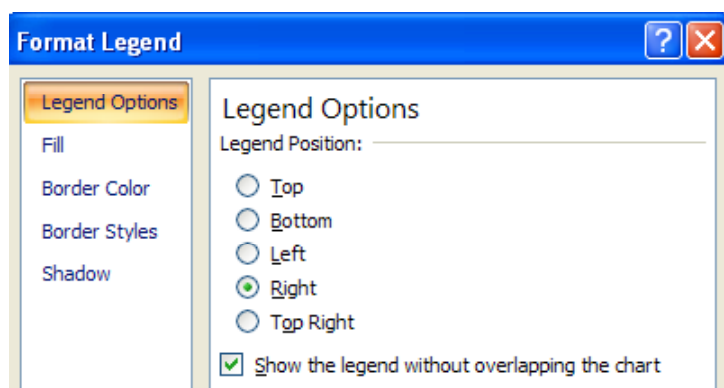 Format Legend
?
Legend Options
Fill
Border Color
Border Styles
Shadow
Legend Options
Legend Position:
Top
Bottom
Left
Right
Top Right
Show the legend without overlapping the chart